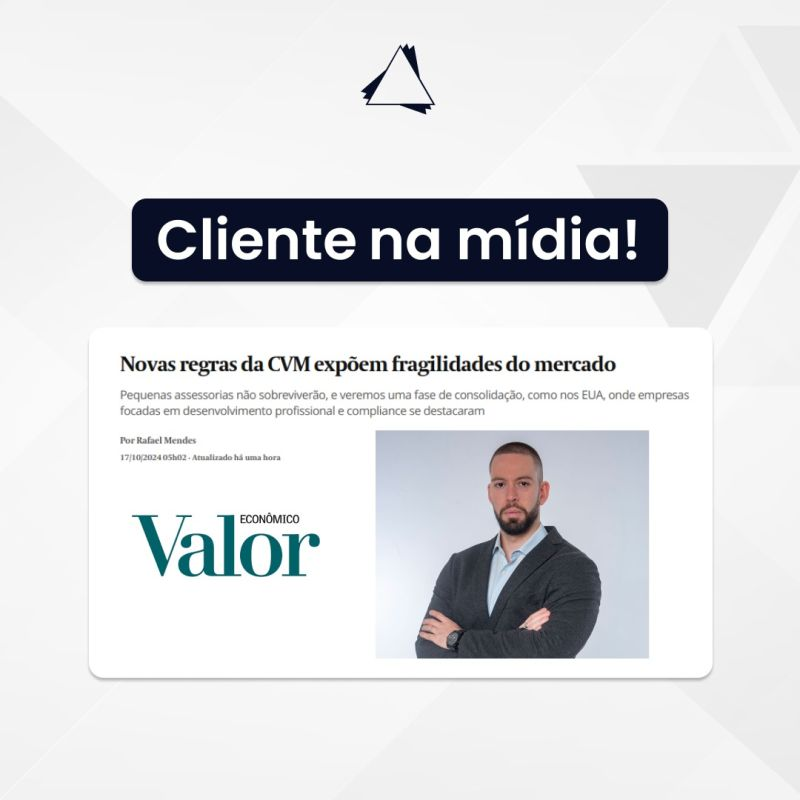 Cliente na mídia!
Novas regras da CVM expõem fragilidades do mercado
Pequenas assessorias não sobreviverão, e veremos uma fase de consolidação, como nos EUA, onde empresas
focadas em desenvolvimento profissional e compliance se destacaram
Por Rafael Mendes
17/10/2024 05h02 · Atualizado há uma hora
ECONÔMICO
Valor